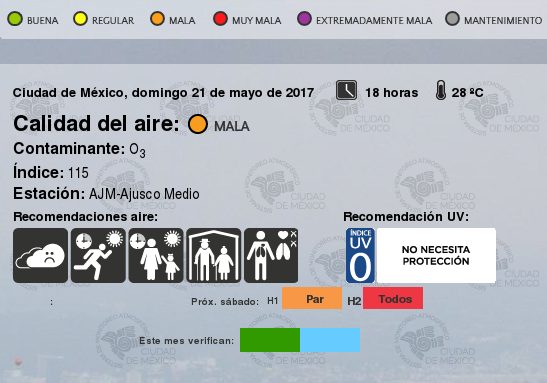 BUENA REGULAR MALA MUY MALA EXTREMADAMENTE MALA MANTENIMIENTO
Ciudad de México, domingo 21 de mayo de 2017 18 horas 28 ºC
Calidad del aire: MALA
Contaminante: O3
Índice: 115
Estación: AJM-Ajusco Medio
Recomendaciones aire: Recomendación UV:
ÍNDICE
UV
0
NO NECESITA
PROTECCIÓN
: Próx. sábado: H1 Par H2 Todos
Este mes verifican:
CIUDAD
DE MÉXICO